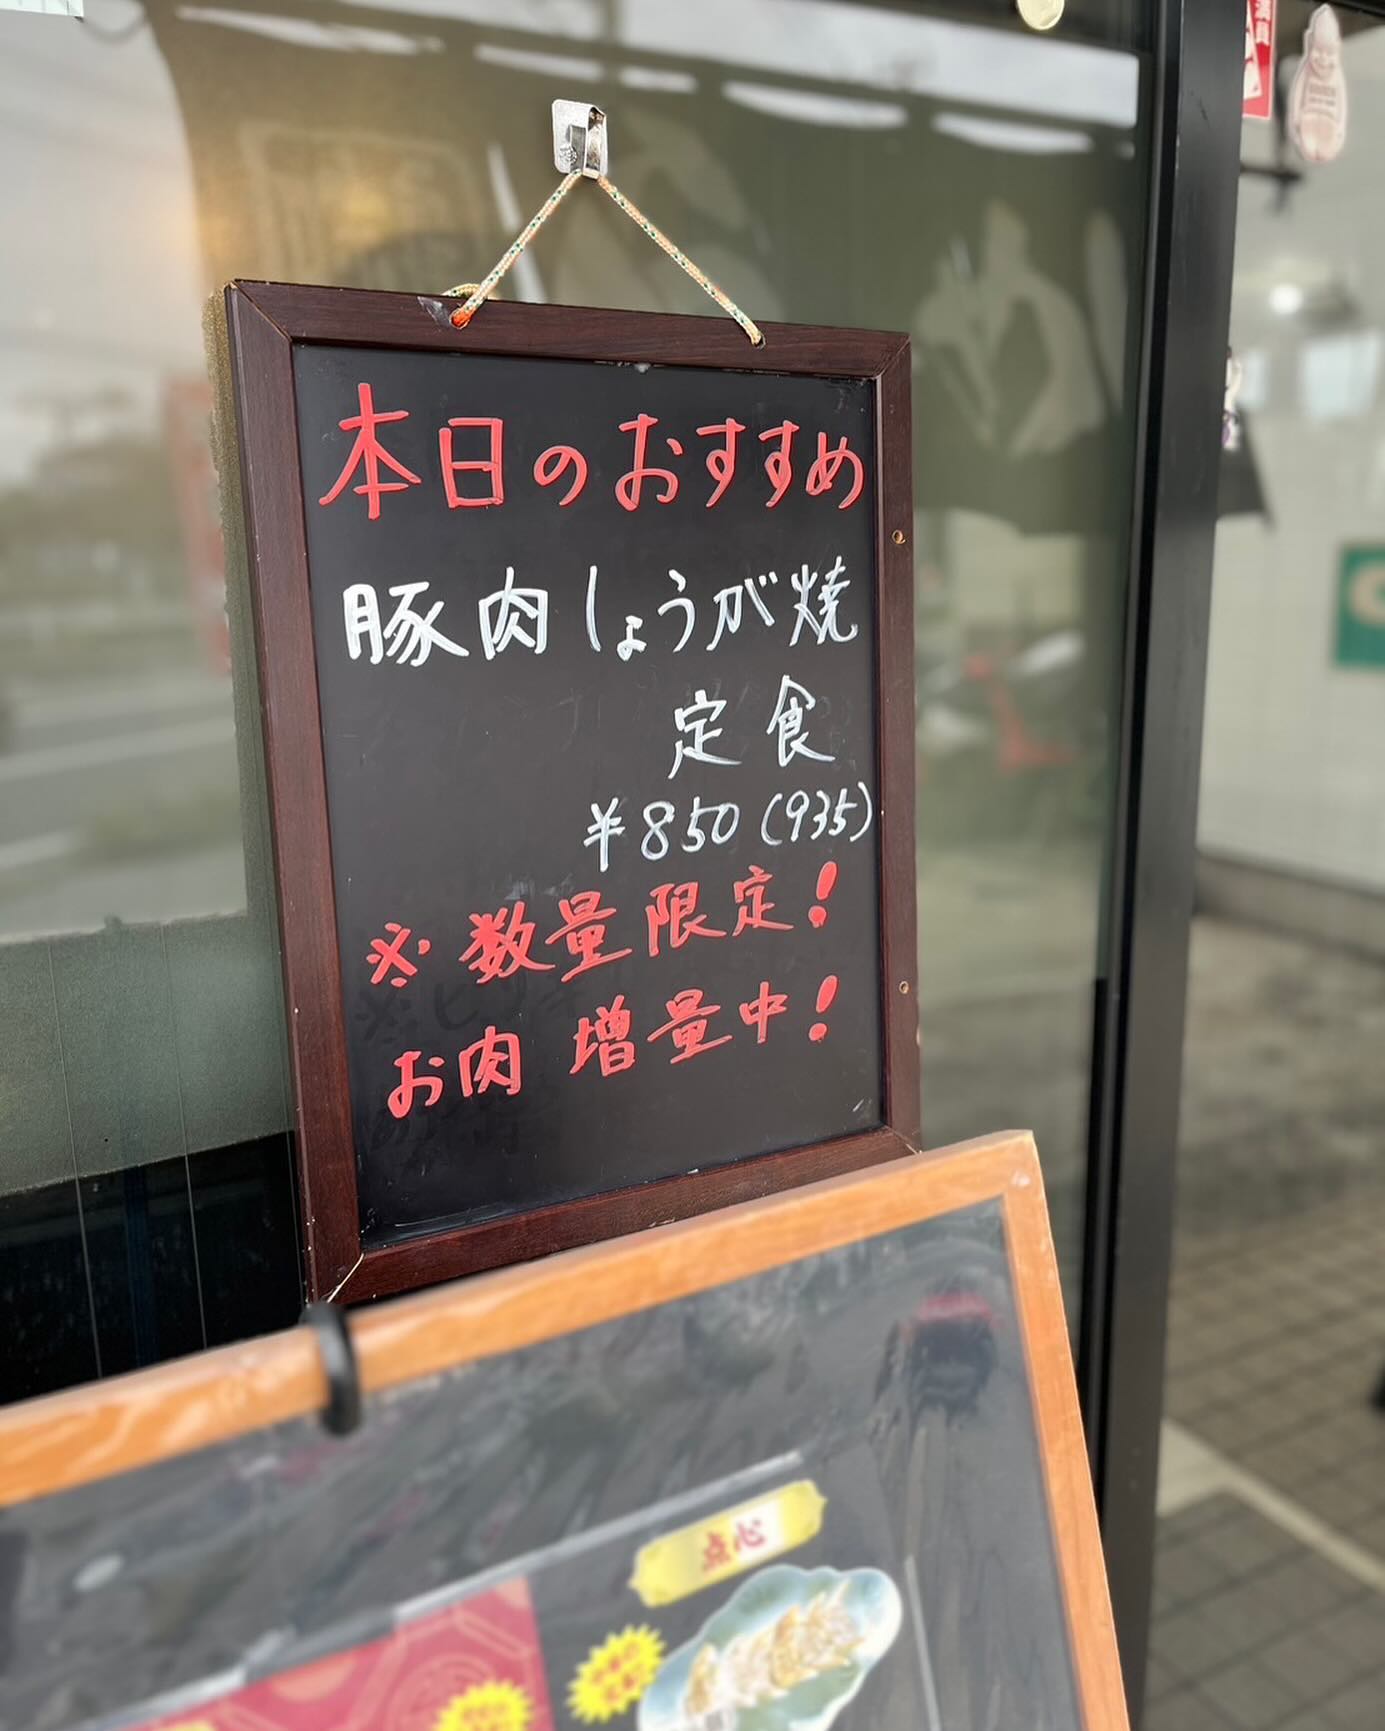 本日のおすすめ
豚肉しょうが焼
定食
¥850(935)
※数量限定!
お肉増量中!
点心